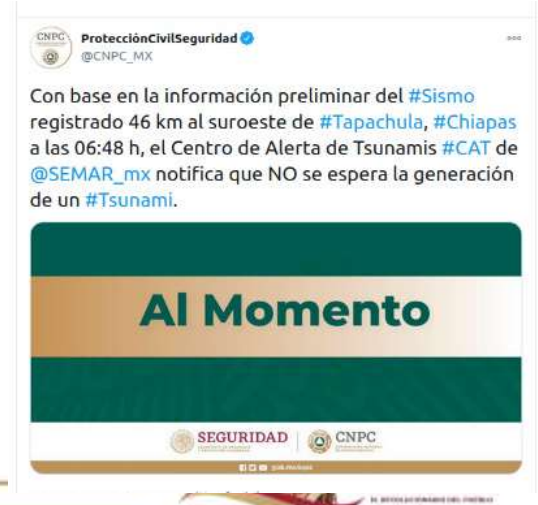 CNPC
ProtecciónCivilSeguridad
@CNPC_MX
Con base en la información preliminar del #Sismo
registrado 46 km al suroeste de #Tapachula, #Chiapas
a las 06:48 h, el Centro de Alerta de Tsunamis #CAT de
@SEMAR_mx notifica que NO se espera la generación
de un #Tsunami.
Al Momento
SEGURIDAD
CNPC